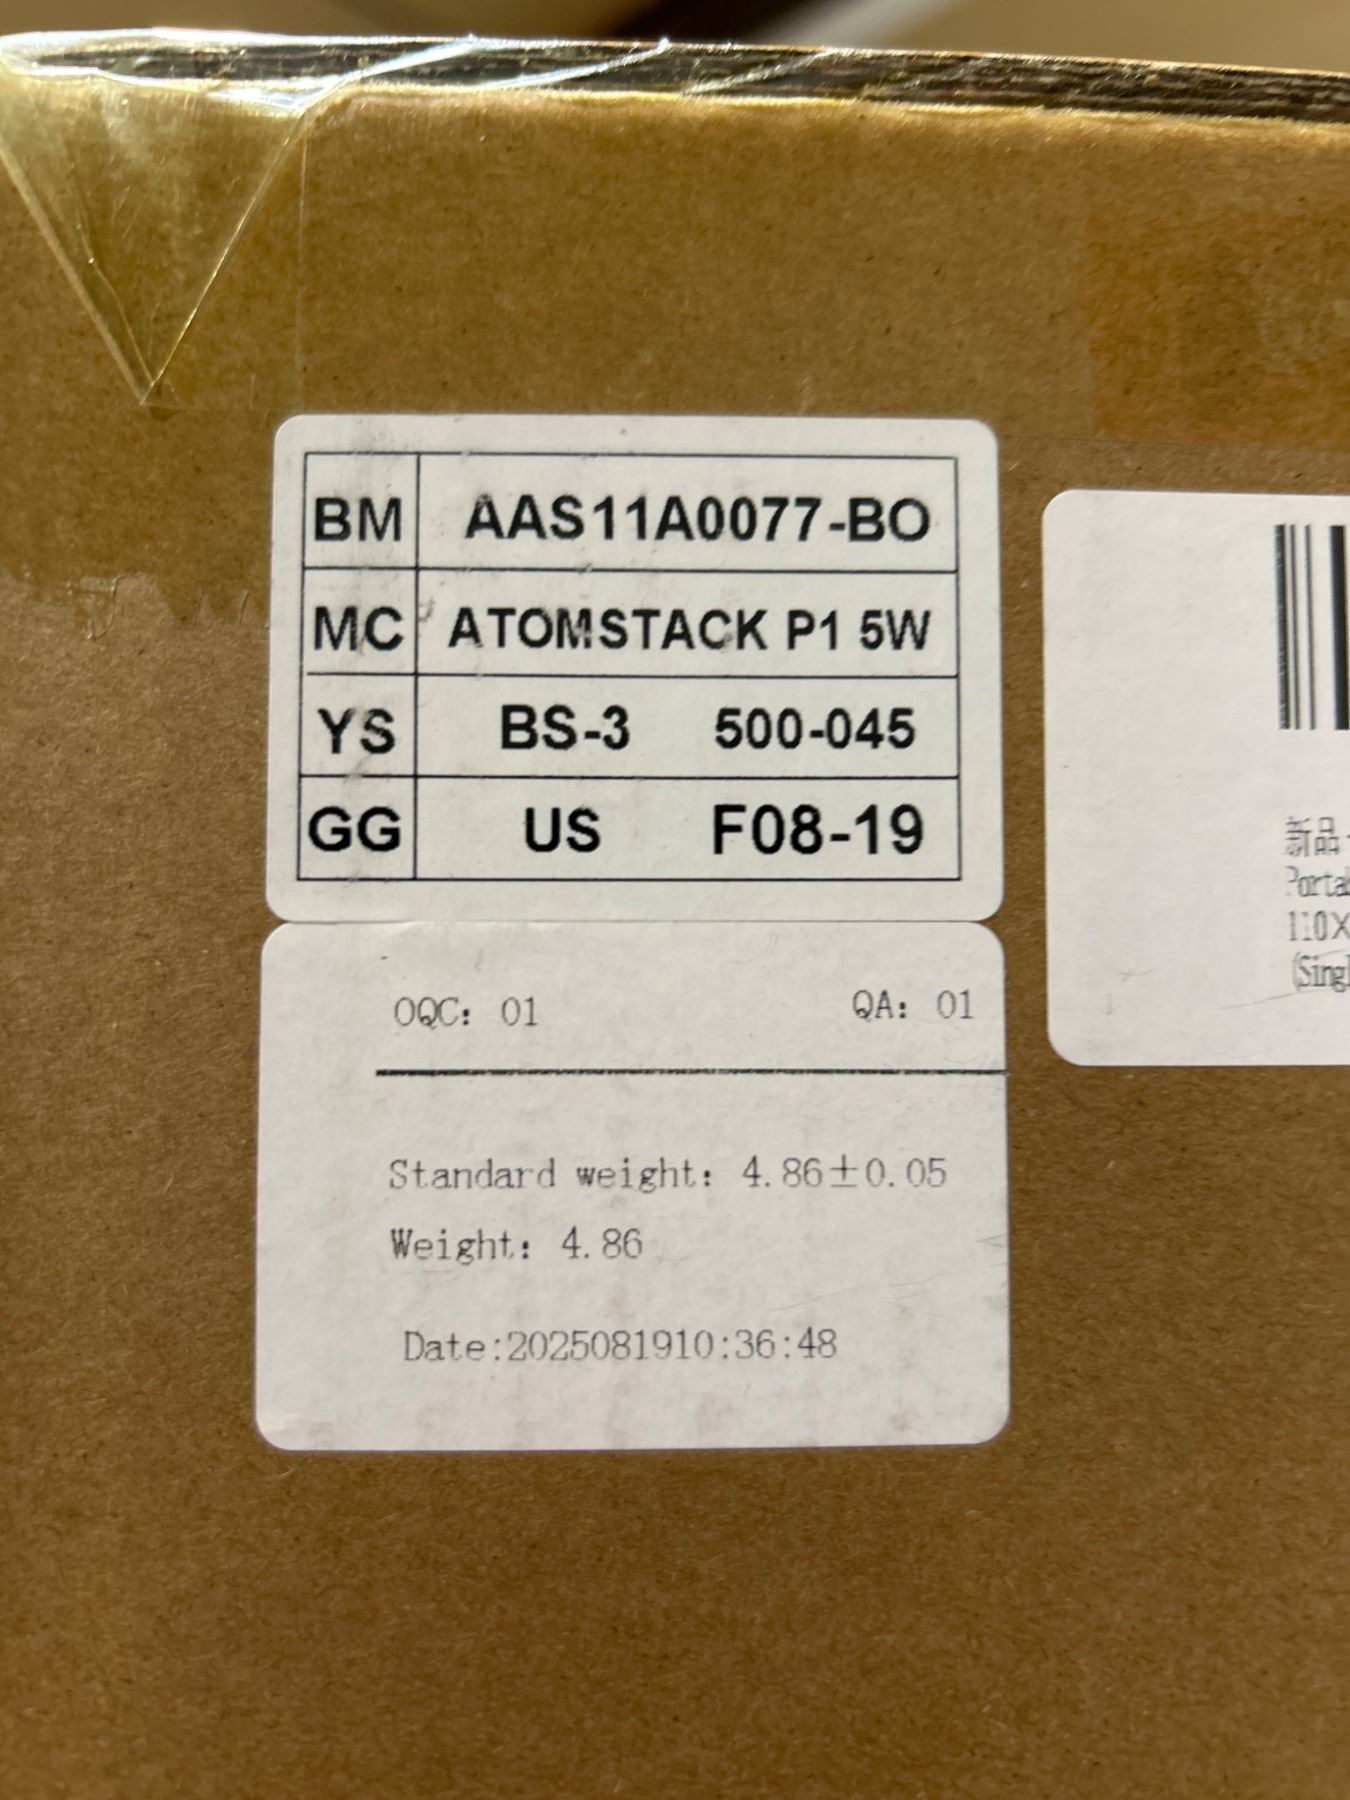 BM AAS11A0077-BO
MC ATOMSTACK P1 5W
YS BS-3 500-045
GG US F08-19
OQC: 01 QA: 01
Standard weight: 4.86±0.05
Weight: 4.86
Date:2025081910:36:48
新品
110X